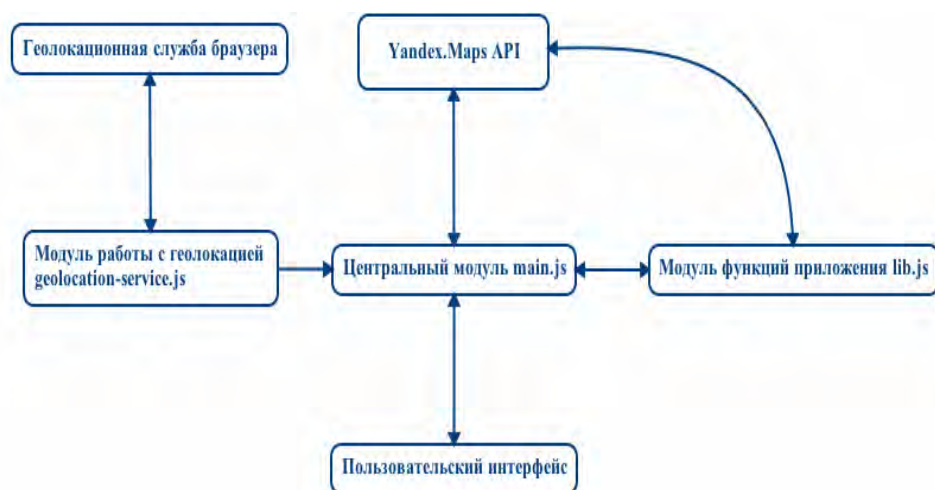 Геолокационная служба браузера
Yandex.Maps API
Модуль работы с геолокацией
geolocation-service.js
Центральный модуль main.js
Модуль функций приложения lib.js
Пользовательский интерфейс